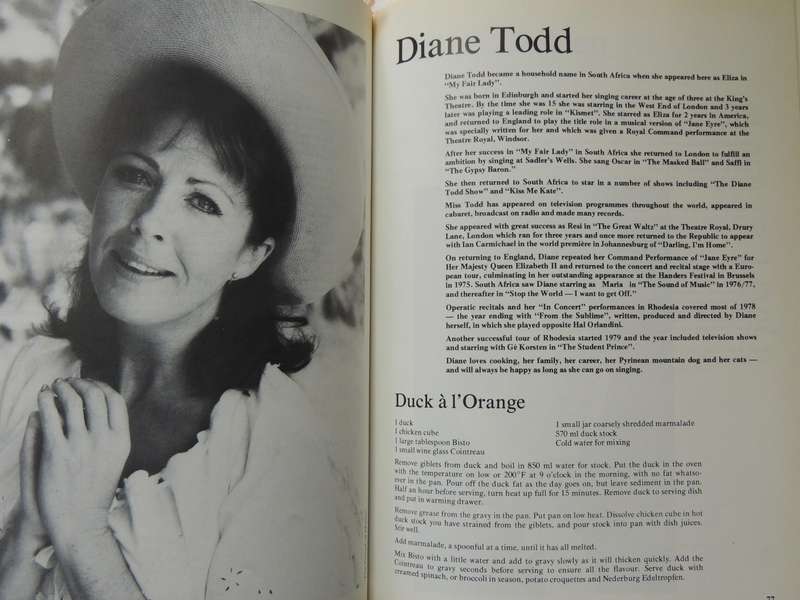 Diane Todd
Diane Todd became a household name in South Africa when she appeared here as Eliza in
"My Fair Lady".
She was born in Edinburgh and started her singing career at the age of three at the King's
Theatre. By the time she was 15 she was starring in the West End of London and 3 years
later was playing a leading role in "Kismet". She starred as Eliza for 2 years in America,
and returned to England to play the title role in a musical version of "Jane Eyre", which
was specially written for her and which was given a Royal Command performance at the
Theatre Royal, Windsor.
After her success in "My Fair Lady" in South Africa she returned to London to fulfill an
ambition by singing at Sadler's Wells. She sang Oscar in "The Masked Ball" and Saffi in
"The Gypsy Baron."
She then returned to South Africa to star in a number of shows including "The Diane
Todd Show" and "Kiss Me Kate".
Miss Todd has appeared on television programmes throughout the world, appeared in
cabaret, broadcast on radio and made many records.
She appeared with great success as Resi in "The Great Waltz" at the Theatre Royal, Drury
Lane, London which ran for three years and once more returned to the Republic to appear
with Ian Carmichael in the world première in Johannesburg of "Darling, I'm Home".
On returning to England, Diane repeated her Command Performance of "Jane Eyre" for
Her Majesty Queen Elizabeth II and returned to the concert and recital stage with a Euro-
pean tour, culminating in her outstanding appearance at the Handers Festival in Brussels
in 1975. South Africa saw Diane starring as Maria in "The Sound of Music" in 1976/77,
and thereafter in "Stop the World — I want to get Off."
Operatic recitals and her "In Concert" performances in Rhodesia covered most of 1978
— the year ending with "From the Sublime", written, produced and directed by Diane
herself, in which she played opposite Hal Orlandini.
Another successful tour of Rhodesia started 1979 and the year included television shows
and starring with Gè Korsten in "The Student Prince".
Diane loves cooking, her family, her career, her Pyrinean mountain dog and her cats —
and will always be happy as long as she can go on singing.
Duck à l'Orange
1 duck
1 chicken cube
1 large tablespoon Bisto
1 small wine glass Cointreau
1 small jar coarsely shredded marmalade
570 ml duck stock
Cold water for mixing
Remove giblets from duck and boil in 850 ml water for stock. Put the duck in the oven
with the temperature on low or 200°F at 9 o'clock in the morning, with no fat whatso-
ever in the pan. Pour off the duck fat as the day goes on, but leave sediment in the pan.
Half an hour before serving, turn heat up full for 15 minutes. Remove duck to serving dish
and put in warming drawer.
Remove grease from the gravy in the pan. Put pan on low heat. Dissolve chicken cube in hot
duck stock you have strained from the giblets, and pour stock into pan with dish juices.
Stir well.
Add marmalade, a spoonful at a time, until it has all melted.
Mix Bisto with a little water and add to gravy slowly as it will thicken quickly. Add the
Cointreau to gravy seconds before serving to ensure all the flavour. Serve duck with
creamed spinach, or broccoli in season, potato croquettes and Nederburg Edeltropfen.